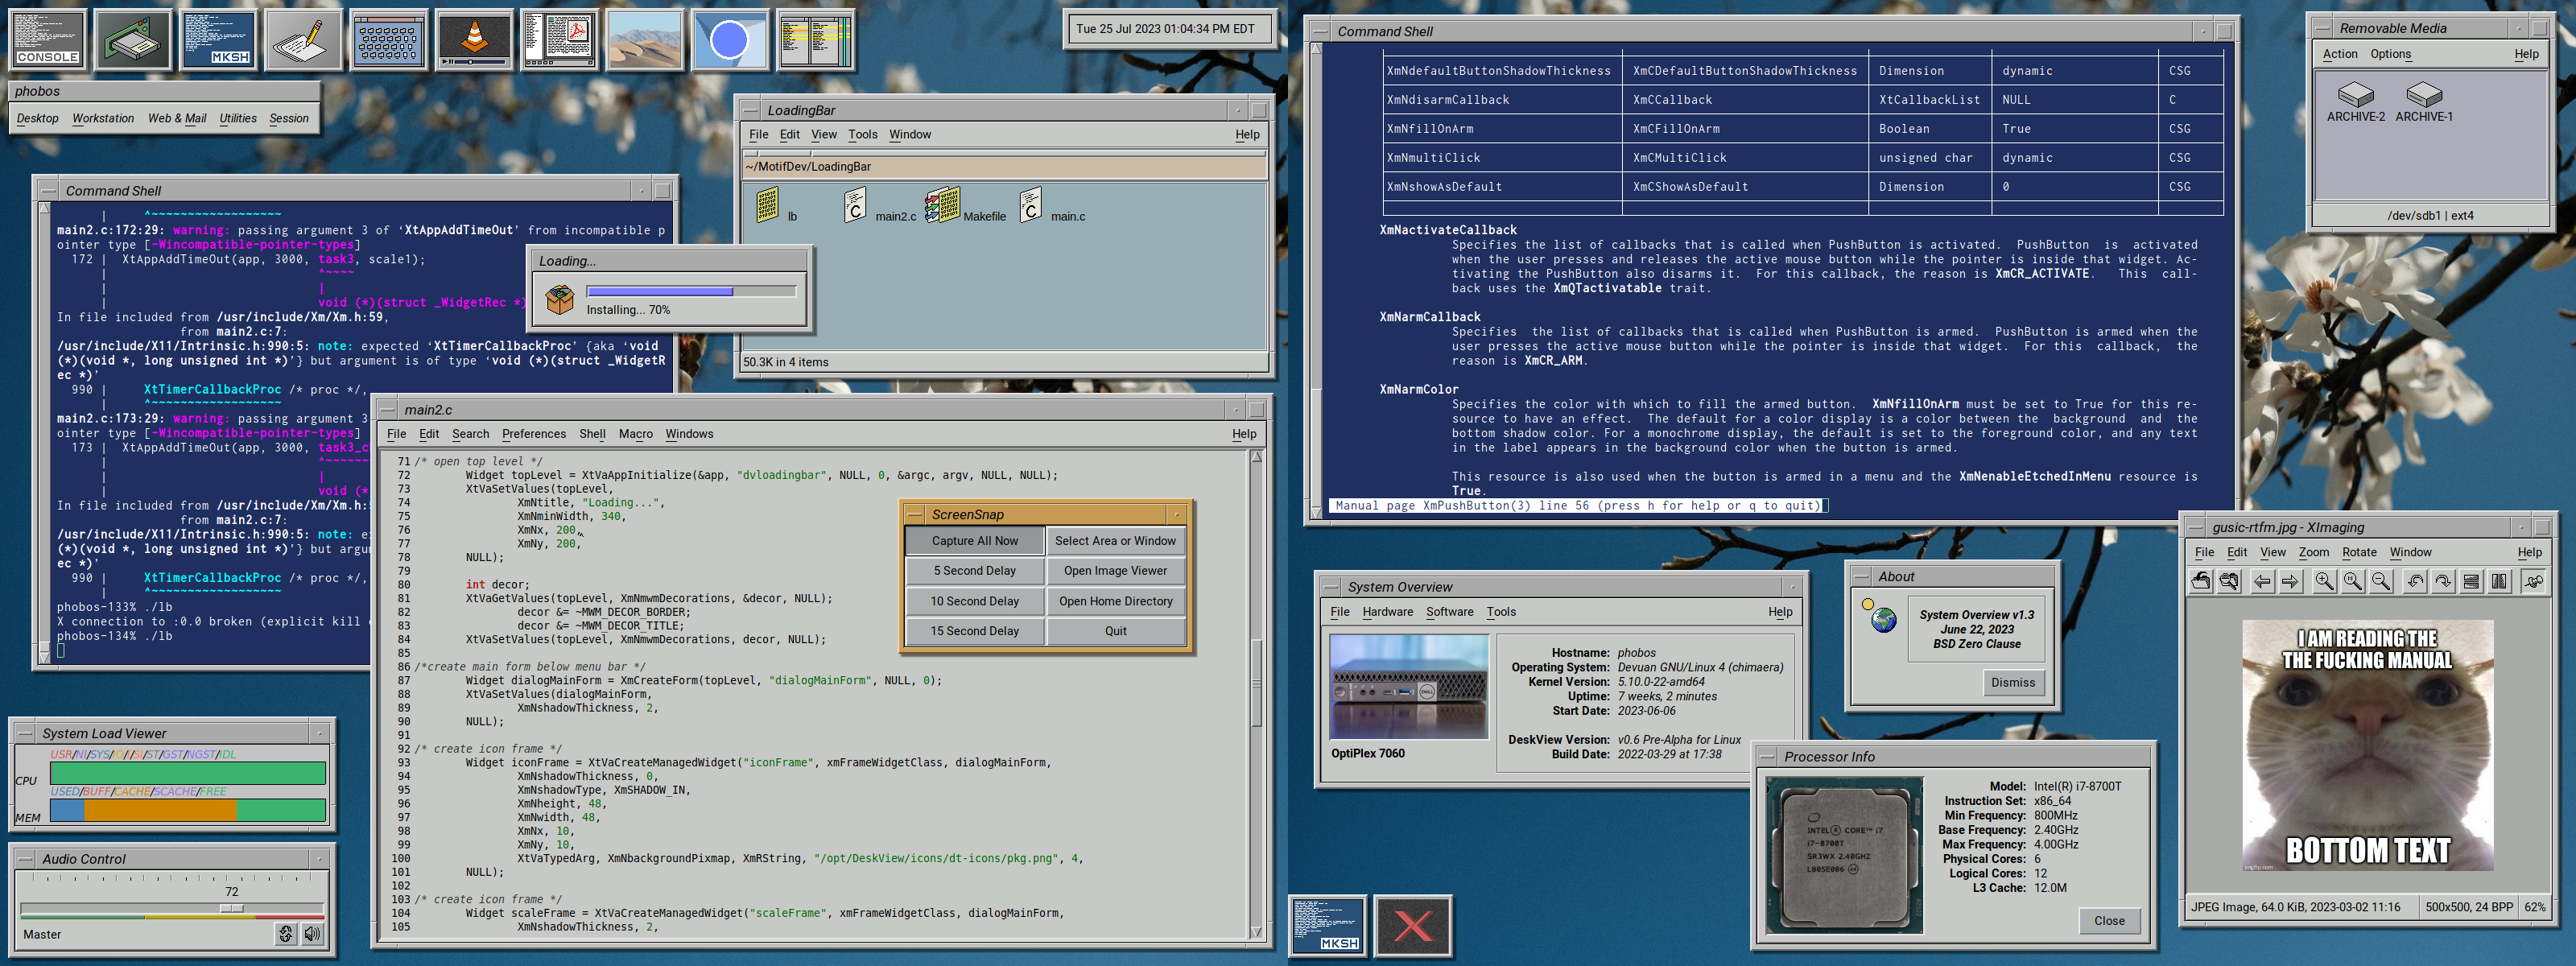 CONSOLE
MKSH
Tue 25 Jul 2023 01:04:34 PM EDT
phobos
Desktop Workstation Web & Mail Utilities Session
LoadingBar
File Edit View Tools Window Help
~/MotifDev/LoadingBar
lb main2.c Makefile main.c
50.3K in 4 items
Command Shell
| ^~~~~~~~~~~~~~~~~~~
main2.c:172:29: warning: passing argument 3 of ‘XtAppAddTimeOut’ from incompatible p
ointer type [-Wincompatible-pointer-types]
172 | XtAppAddTimeOut(app, 3000, task3, scale1);
| ^~~~~
| |
| void (*)(struct _WidgetRec *)
In file included from /usr/include/Xm/Xm.h:59,
from main2.c:7:
/usr/include/X11/Intrinsic.h:990:5: note: expected ‘XtTimerCallbackProc’ {aka ‘void
(*)(void *, long unsigned int *)’} but argument is of type ‘void (*)(struct _WidgetR
ec *)’
990 | XtTimerCallbackProc /* proc */,
| ^~~~~~~~~~~~~~~~~~~
main2.c:173:29: warning: passing argument 3
ointer type [-Wincompatible-pointer-types]
173 | XtAppAddTimeOut(app, 3000, task3_c
| ^~~~~~~
| |
| void (*
In file included from /usr/include/Xm/Xm.h:
from main2.c:7:
/usr/include/X11/Intrinsic.h:990:5: note: e
(*)(void *, long unsigned int *)’} but argu
ec *)’
990 | XtTimerCallbackProc /* proc */,
| ^~~~~~~~~~~~~~~~~~~
phobos-133% ./lb
X connection to :0.0 broken (explicit kill
phobos-134% ./lb
Loading...
Installing... 70%
main2.c
File Edit Search Preferences Shell Macro Windows Help
71 /* open top level */
72 Widget topLevel = XtVaAppInitialize(&app, "dvloadingbar", NULL, 0, &argc, argv, NULL, NULL);
73 XtVaSetValues(topLevel,
74 XmNtitle, "Loading...",
75 XmNminWidth, 340,
76 XmNx, 200,
77 XmNy, 200,
78 NULL);
79
80 int decor;
81 XtVaGetValues(topLevel, XmNmwmDecorations, &decor, NULL);
82 decor &= ~MWM_DECOR_BORDER;
83 decor &= ~MWM_DECOR_TITLE;
84 XtVaSetValues(topLevel, XmNmwmDecorations, decor, NULL);
85
86 /*create main form below menu bar */
87 Widget dialogMainForm = XmCreateForm(topLevel, "dialogMainForm", NULL, 0);
88 XtVaSetValues(dialogMainForm,
89 XmNshadowThickness, 2,
90 NULL);
91
92 /* create icon frame */
93 Widget iconFrame = XtVaCreateManagedWidget("iconFrame", xmFrameWidgetClass, dialogMainForm,
94 XmNshadowThickness, 0,
95 XmNshadowType, XmSHADOW_IN,
96 XmNheight, 48,
97 XmNwidth, 48,
98 XmNx, 10,
99 XmNy, 10,
100 XtVaTypedArg, XmNbackgroundPixmap, XmRString, "/opt/DeskView/icons/dt-icons/pkg.png", 4,
101 NULL);
102
103 /* create icon frame */
104 Widget scaleFrame = XtVaCreateManagedWidget("scaleFrame", xmFrameWidgetClass, dialogMainForm,
105 XmNshadowThickness, 2,
ScreenSnap
Capture All Now Select Area or Window
5 Second Delay Open Image Viewer
10 Second Delay Open Home Directory
15 Second Delay Quit
System Load Viewer
USR/NI/SYS/IO/I/SI/ST/GST/NGST/IDL
CPU
USED/BUFF/CACHE/SCACHE/FREE
MEM
Audio Control
72
Master
Command Shell
XmNdefaultButtonShadowThickness XmCDefaultButtonShadowThickness Dimension dynamic CSG
XmNdisarmCallback XmCCallback XtCallbackList NULL C
XmNfillOnArm XmCFillOnArm Boolean True CSG
XmNmultiClick XmCMultiClick unsigned char dynamic CSG
XmNshowAsDefault XmCShowAsDefault Dimension 0 CSG
XmNactivateCallback
Specifies the list of callbacks that is called when PushButton is activated. PushButton is activated
when the user presses and releases the active mouse button while the pointer is inside that widget. Ac-
tivating the PushButton also disarms it. For this callback, the reason is XmCR_ACTIVATE. This call-
back uses the XmQTactivatable trait.
XmNarmCallback
Specifies the list of callbacks that is called when PushButton is armed. PushButton is armed when the
user presses the active mouse button while the pointer is inside that widget. For this callback, the
reason is XmCR_ARM.
XmNarmColor
Specifies the color with which to fill the armed button. XmNfillOnArm must be set to True for this re-
source to have an effect. The default for a color display is a color between the background and the
bottom shadow color. For a monochrome display, the default is set to the foreground color, and any text
in the label appears in the background color when the button is armed.
This resource is also used when the button is armed in a menu and the XmNenableEtchedInMenu resource is
True.
Manual page XmPushButton(3) line 56 (press h for help or q to quit)
Removable Media
Action Options Help
ARCHIVE-2 ARCHIVE-1
/dev/sdb1 | ext4
System Overview
File Hardware Software Tools Help
OptiPlex 7060
Hostname: phobos
Operating System: Devuan GNU/Linux 4 (chimaera)
Kernel Version: 5.10.0-22-amd64
Uptime: 7 weeks, 2 minutes
Start Date: 2023-06-06
DeskView Version: v0.6 Pre-Alpha for Linux
Build Date: 2022-03-29 at 17:38
About
System Overview v1.3
June 22, 2023
BSD Zero Clause
Dismiss
Processor Info
INTEL® CORE™ i7
i7-8700T
SR3WX 2.40GHZ
L805E086
Model: Intel(R) i7-8700T
Instruction Set: x86_64
Min Frequency: 800MHz
Base Frequency: 2.40GHz
Max Frequency: 4.00GHz
Physical Cores: 6
Logical Cores: 12
L3 Cache: 12.0M
Close
gusic-rtfm.jpg - XImaging
File Edit View Zoom Rotate Window Help
I AM READING THE
THE FUCKING MANUAL
BOTTOM TEXT
imgflip.com
JPEG Image, 64.0 KiB, 2023-03-02 11:16 500x500, 24 BPP 62%
MKSH